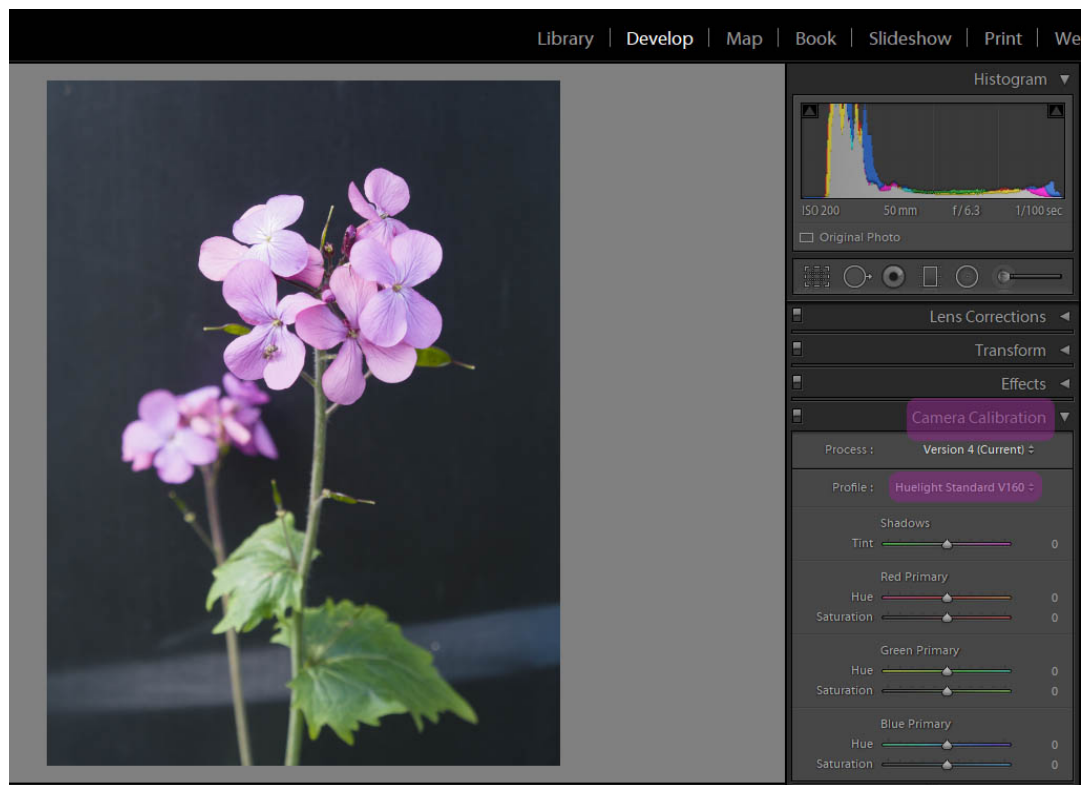 Library | Develop | Map | Book | Slideshow | Print | We
Histogram
ISO 200 50 mm f/6.3 1/100 sec
Original Photo
Lens Corrections
Transform
Effects
Camera Calibration
Process : Version 4 (Current)
Profile : Huelight Standard V160
Shadows
Tint 0
Red Primary
Hue 0
Saturation 0
Green Primary
Hue 0
Saturation 0
Blue Primary
Hue 0
Saturation 0